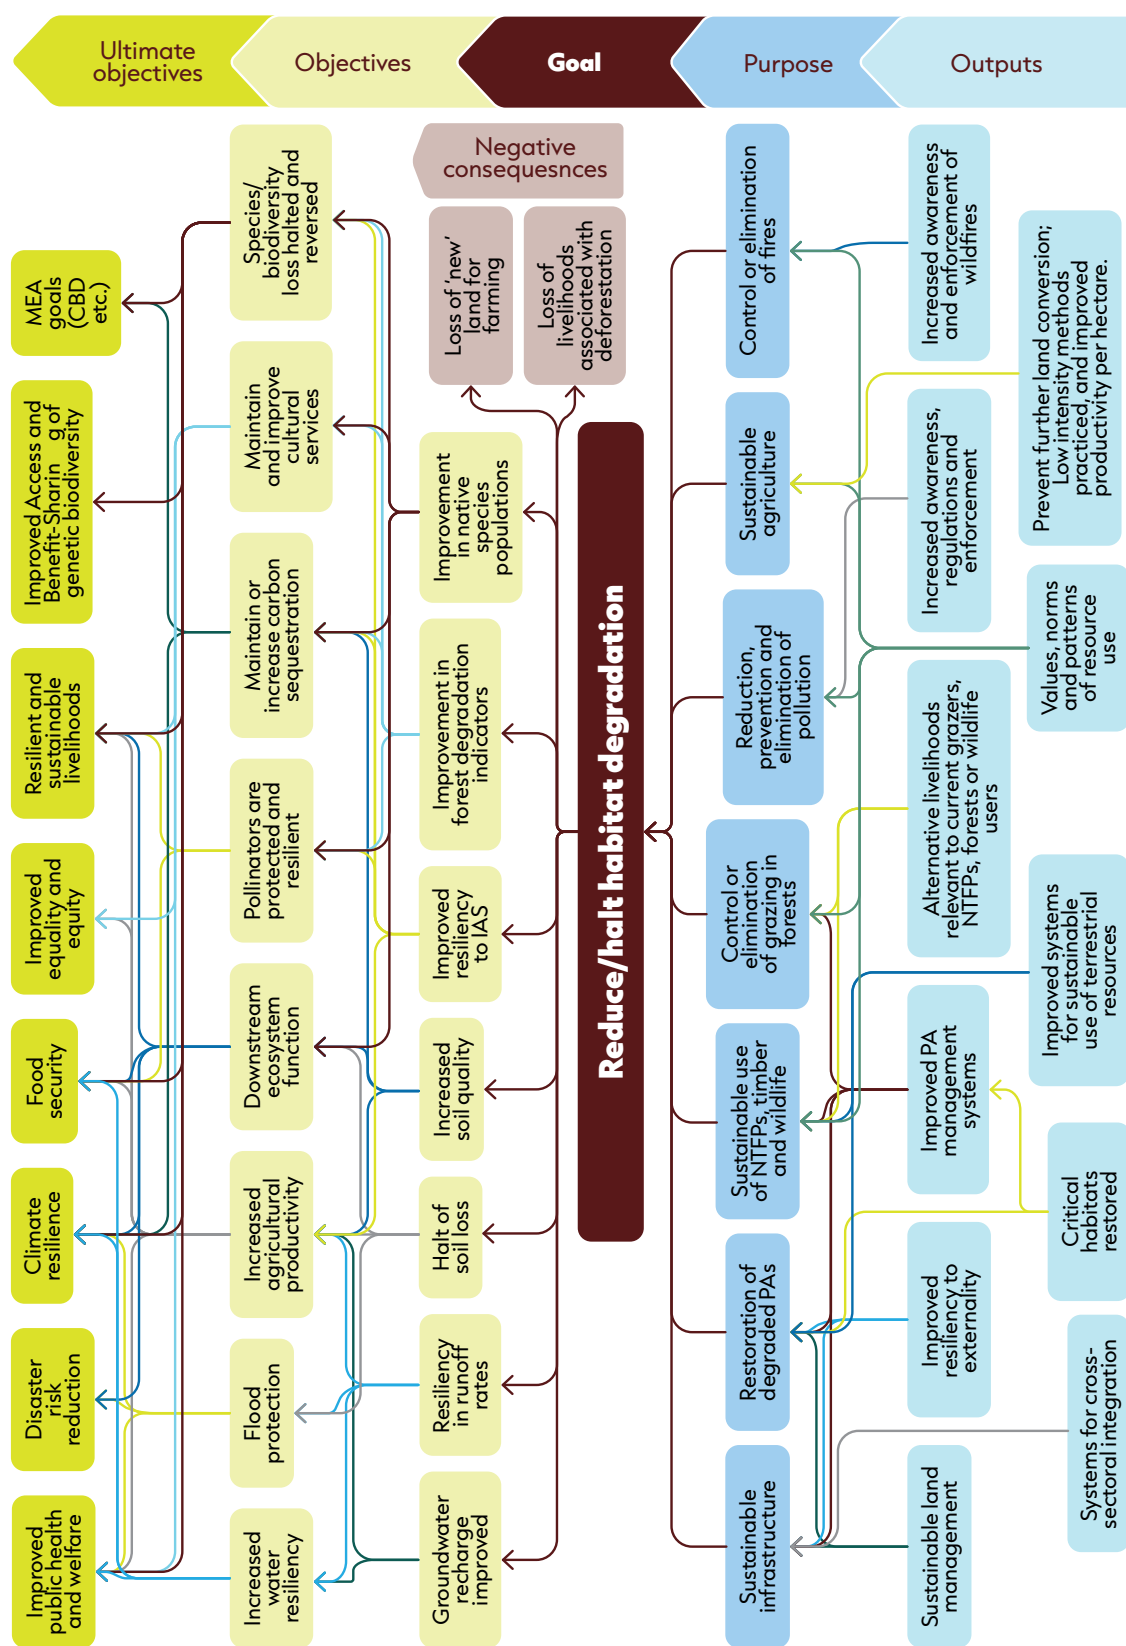 Ultimate
objectives
Objectives
Goal
Purpose
Outputs
Improved
public health
and welfare
Disaster
risk
reduction
Climate
resilience
Food
security
Improved
equality and
equity
Resilient and
sustainable
livelihoods
Improved Access and
Benefit-Sharin g of
genetic biodiversity
MEA
goals
(CBD
etc.)
Increased
water
resiliency
Flood
protection
Increased
agricultural
productivity
Downstream
ecosystem
function
Pollinators are
protected and
resilient
Maintain or
increase carbon
sequestration
Maintain
and improve
cultural
services
Species/
biodiversity
loss halted and
reversed
Groundwater
recharge
improved
Resiliency
in runoff
rates
Halt of
soil loss
Increased
soil quality
Improved
resiliency
to IAS
Improvement in
forest degradation
indicators
Improvement
in native
species
populations
Loss of ‘new’
land for
farming
Loss of
livelihoods
associated with
deforestation
Negative
consequesnces
Reduce/halt habitat degradation
Sustainable
infrastructure
Restoration of
degraded PAs
Sustainable use
of NTFPs, timber
and wildlife
Control or
elimination
of grazing in
forests
Reduction,
prevention and
elimination of
pollution
Sustainable
agriculture
Control or elimination
of fires
Sustainable land
management
Improved
resiliency to
externality
Improved PA
management
systems
Alternative livelihoods
relevant to current grazers,
NTFPs, forests or wildlife
users
Increased awareness,
regulations and
enforcement
Increased awareness
and enforcement of
wildfires
Systems for cross-
sectoral integration
Critical
habitats
restored
Improved systems
for sustainable
use of terrestrial
resources
Values, norms
and patterns
of resource
use
Prevent further land conversion;
Low intensity methods
practiced, and improved
productivity per hectare.